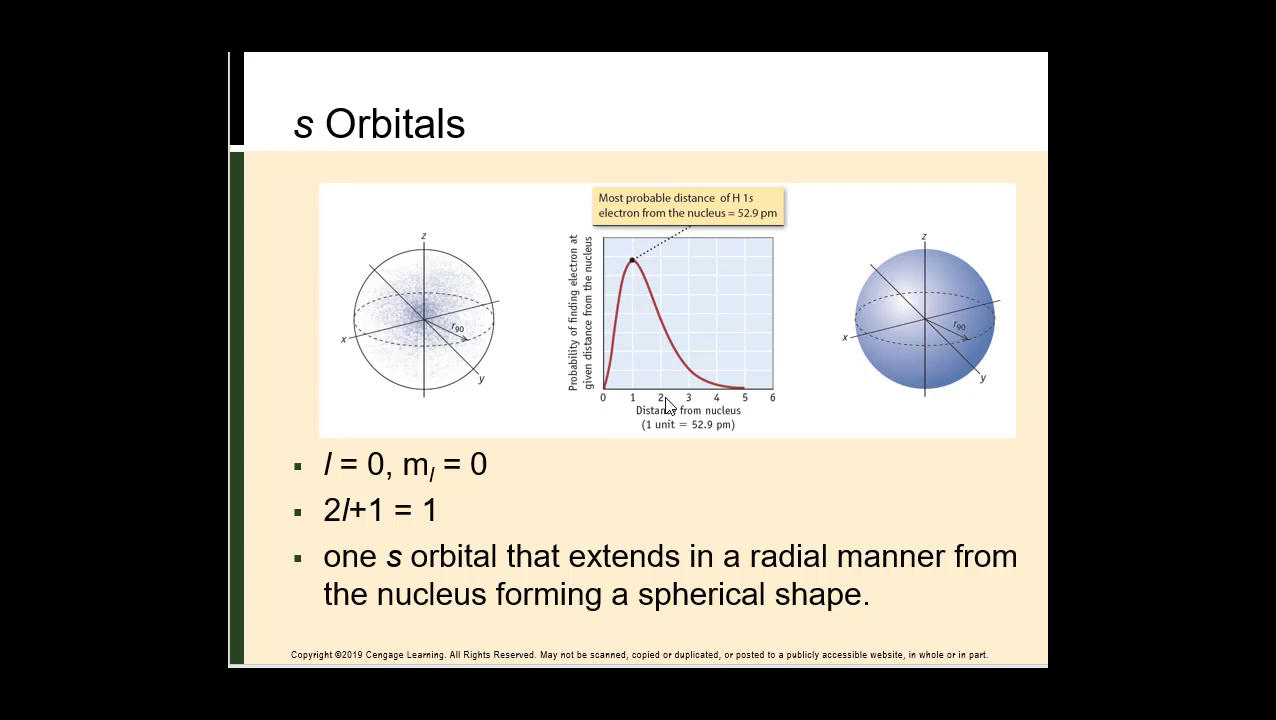 s Orbitals
Most probable distance of H 1s
electron from the nucleus = 52.9 pm
z
x
y
r90
Probability of finding electron at
given distance from the nucleus
0 1 2 3 4 5 6
Distance from nucleus
(1 unit = 52.9 pm)
z
x
y
r90
l = 0, ml = 0
2l+1 = 1
one s orbital that extends in a radial manner from
the nucleus forming a spherical shape.
Copyright ©2019 Cengage Learning. All Rights Reserved. May not be scanned, copied or duplicated, or posted to a publicly accessible website, in whole or in part.